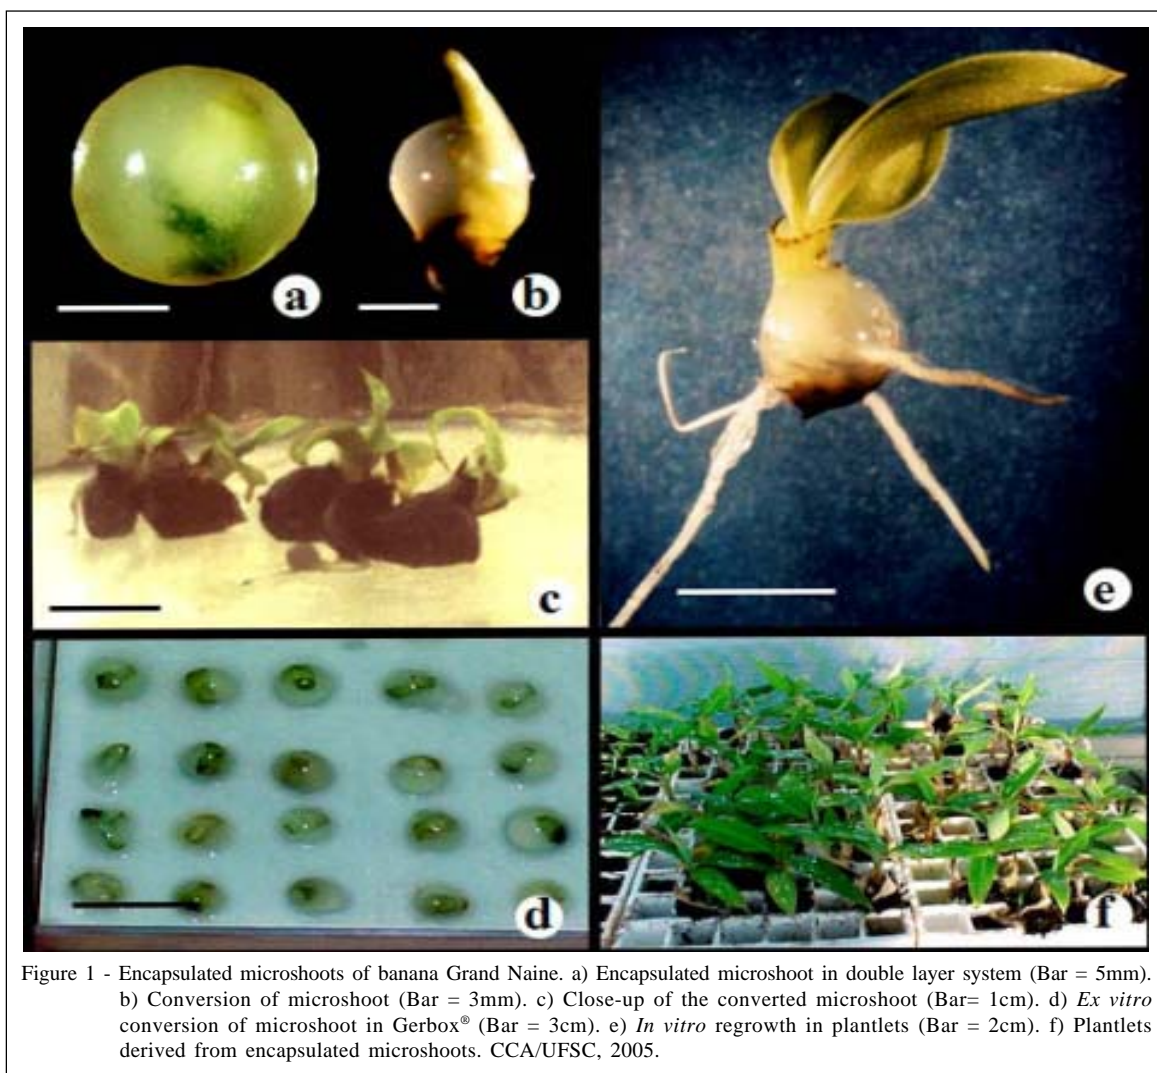 a
b
c
d
e
f
Figure 1 - Encapsulated microshoots of banana Grand Naine. a) Encapsulated microshoot in double layer system (Bar = 5mm).
b) Conversion of microshoot (Bar = 3mm). c) Close-up of the converted microshoot (Bar= 1cm). d) Ex vitro
conversion of microshoot in Gerbox® (Bar = 3cm). e) In vitro regrowth in plantlets (Bar = 2cm). f) Plantlets
derived from encapsulated microshoots. CCA/UFSC, 2005.